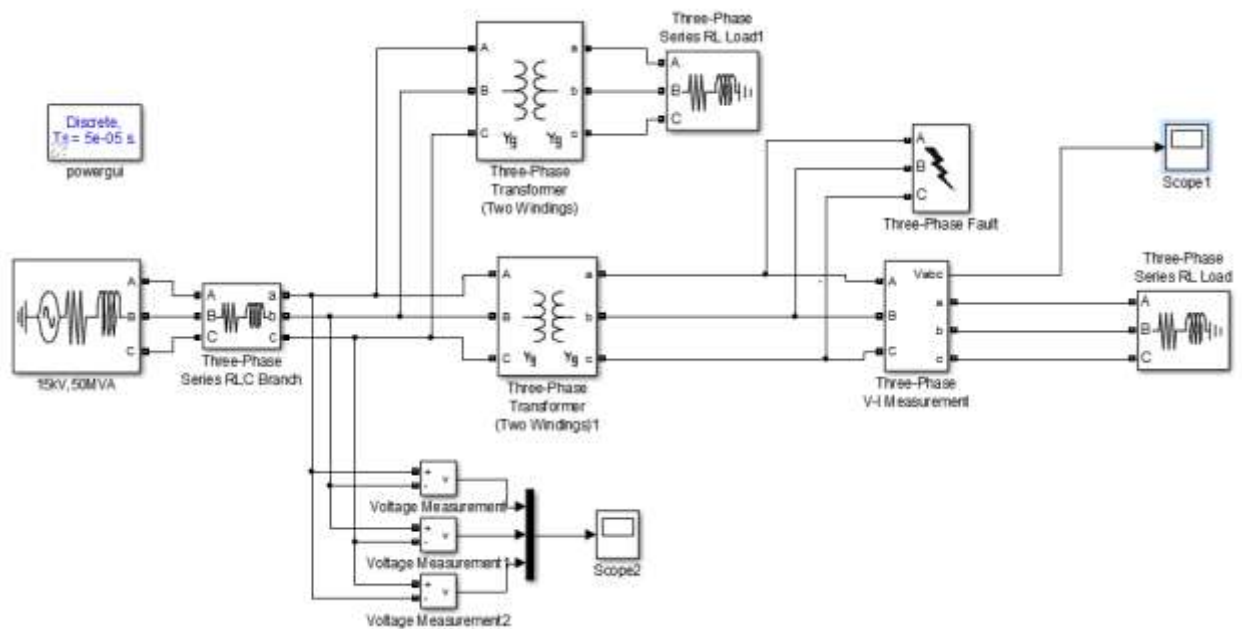 Discrete,
Ts = 5e-05 s.
powergui
A
B
C
a
b
c
Yg
Yg
Three-Phase
Transformer
(Two Windings)
Three-Phase
Series RL Load1
A
B
C
A
B
C
Three-Phase Fault
Scope1
A
B
C
15kV, 50MVA
A
B
C
a
b
c
Three-Phase
Series RLC Branch
A
B
C
a
b
c
Yg
Yg
Three-Phase
Transformer
(Two Windings)1
A
B
C
Vabc
a
b
c
Three-Phase
V-I Measurement
Three-Phase
Series RL Load
A
B
C
+
-
v
Voltage Measurement
+
-
v
Voltage Measurement1
+
-
v
Voltage Measurement2
Scope2